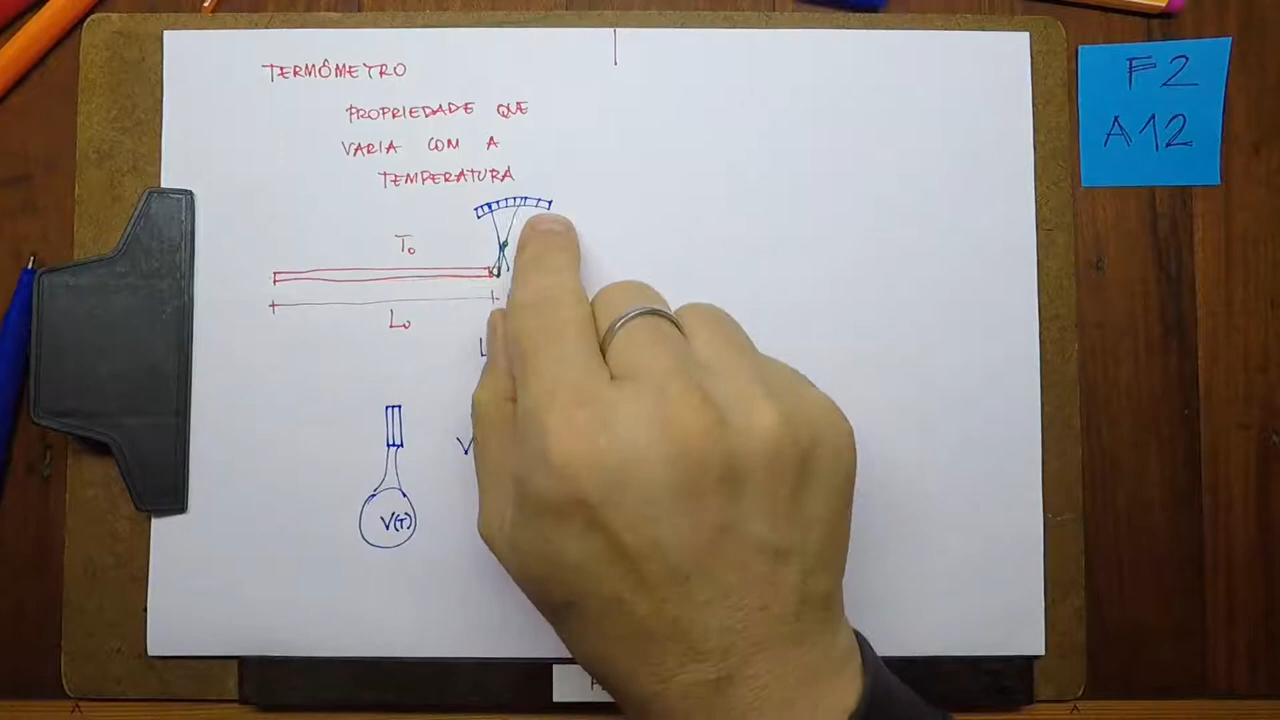 TERMÔMETRO
PROPRIEDADE QUE
VARIA COM A
TEMPERATURA
T₀
L₀
L
V
V(T)
F2
A12